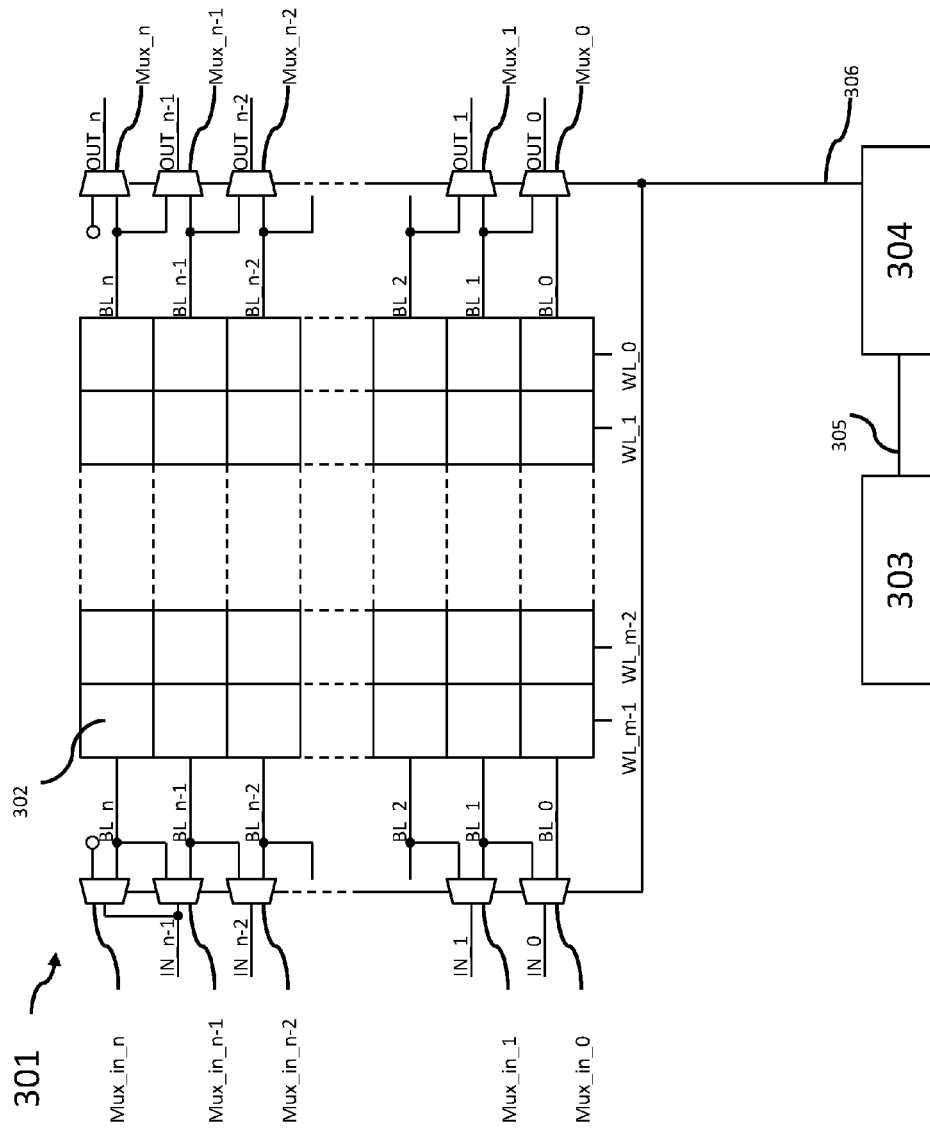 301
302
Mux_in_n
Mux_in_n-1
Mux_in_n-2
Mux_in_1
Mux_in_0
IN_n-1
IN_n-2
IN_1
IN_0
BL_n
BL_n-1
BL_n-2
BL_2
BL_1
BL_0
WL_m-1
WL_m-2
WL_1
WL_0
BL_n
BL_n-1
BL_n-2
BL_2
BL_1
BL_0
OUT_n
OUT_n-1
OUT_n-2
OUT_1
OUT_0
Mux_n
Mux_n-1
Mux_n-2
Mux_1
Mux_0
303
305
304
306